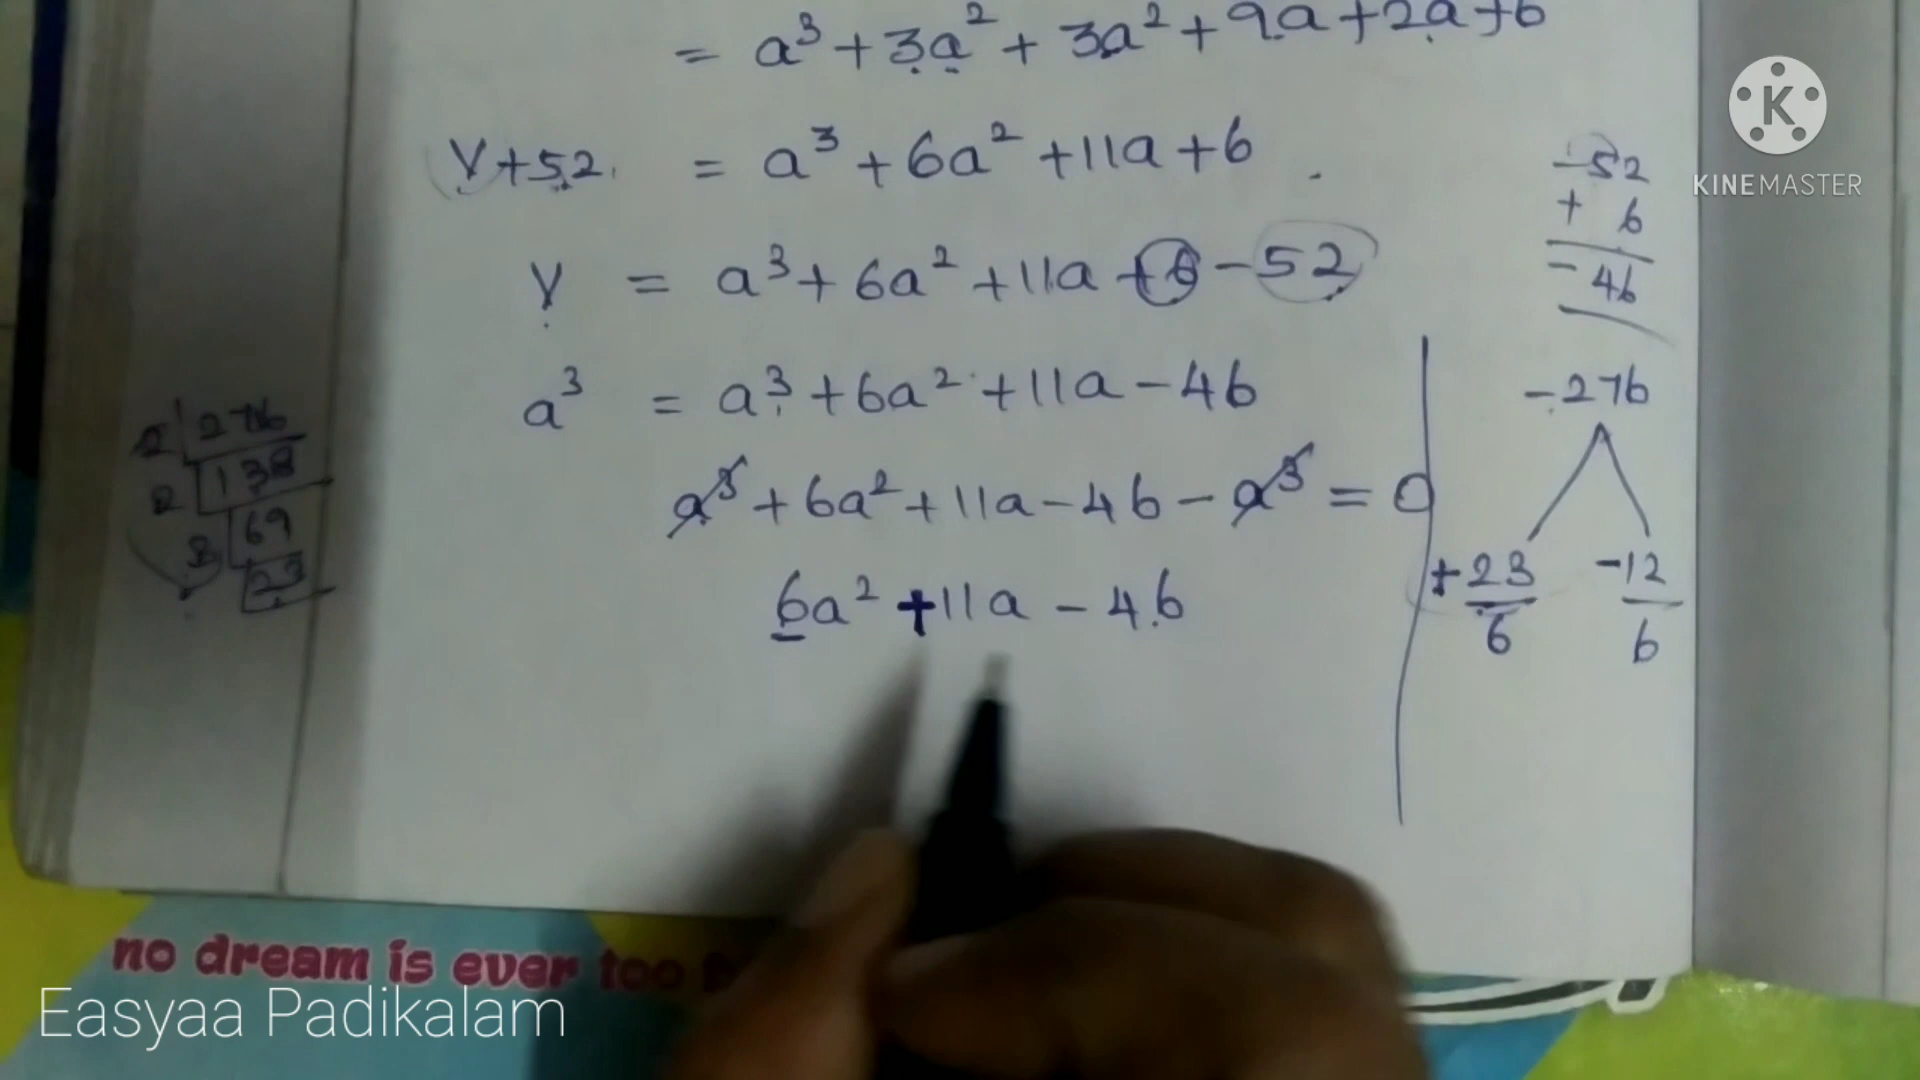 = a³ + 3a² + 3a² + 9a + 2a + 6
V + 52 = a³ + 6a² + 11a + 6
V = a³ + 6a² + 11a + 6 - 52
a³ = a³ + 6a² + 11a - 46
a³ + 6a² + 11a - 46 - a³ = 0
6a² + 11a - 46
-52
+ 6
-46
-276
+23 -12
6 6
2 276
2 138
3 69
23
K
KINEMASTER
no dream is ever too
Easyaa Padikalam